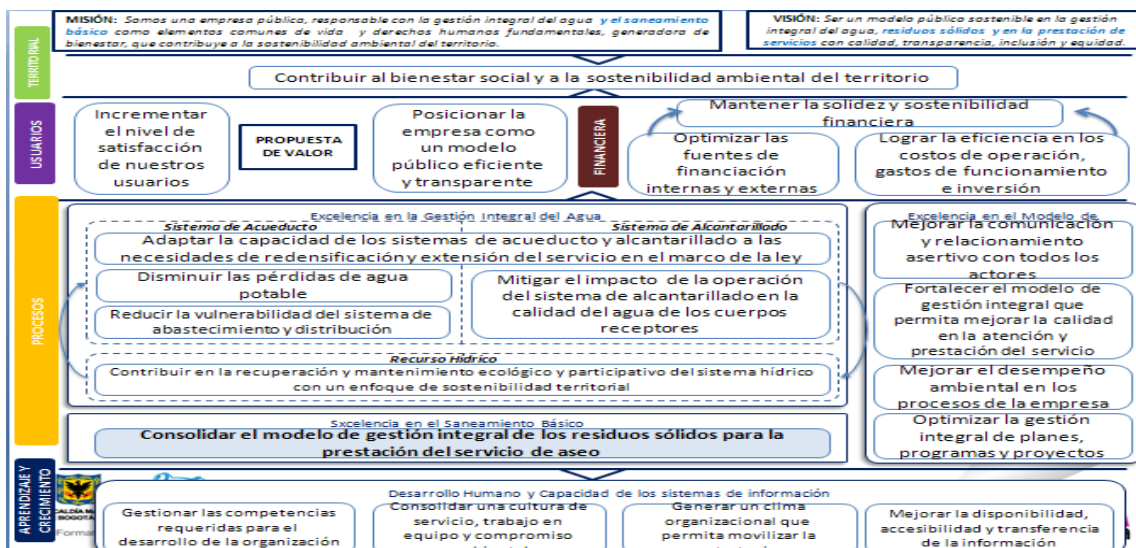 MISIÓN: Somos una empresa pública, responsable con la gestión integral del agua y el saneamiento
básico como elementos comunes de vida y derechos humanos fundamentales, generadora de
bienestar, que contribuye a la sostenibilidad ambiental del territorio.
VISIÓN: Ser un modelo público sostenible en la gestión
integral del agua, residuos sólidos y en la prestación
de servicios con calidad, transparencia, inclusión y equidad.
TERRITORIAL
Contribuir al bienestar social y a la sostenibilidad ambiental del territorio
USUARIOS
Incrementar
el nivel de
satisfacción
de nuestros
usuarios
PROPUESTA
DE VALOR
Posicionar la
empresa como
un modelo
público eficiente
y transparente
FINANCIERA
Mantener la solidez y sostenibilidad
financiera
Optimizar las
fuentes de
financiación
internas y externas
Lograr la eficiencia en los
costos de operación,
gastos de funcionamiento
e inversión
PROCESOS
Excelencia en la Gestión Integral del Agua
Sistema de Acueducto
Sistema de Alcantarillado
Adaptar la capacidad de los sistemas de acueducto y alcantarillado a las
necesidades de redensificación y extensión del servicio en el marco de la ley
Disminuir las pérdidas de agua
potable
Reducir la vulnerabilidad del sistema de
abastecimiento y distribución
Mitigar el impacto de la operación
del sistema de alcantarillado en la
calidad del agua de los cuerpos
receptores
Recurso Hídrico
Contribuir en la recuperación y mantenimiento ecológico y participativo del sistema hídrico
con un enfoque de sostenibilidad territorial
Sxcelencia en el Saneamiento Básico
Consolidar el modelo de gestión integral de los residuos sólidos para la
prestación del servicio de aseo
Excelencia en el Modelo de
Mejorar la comunicación
y relacionamiento
asertivo con todos los
actores
Fortalecer el modelo de
gestión integral que
permita mejorar la calidad
en la atención y
prestación del servicio
Mejorar el desempeño
ambiental en los
procesos de la empresa
Optimizar la gestión
integral de planes,
programas y proyectos
APRENDIZAJE Y
CRECIMIENTO
Desarrollo Humano y Capacidad de los sistemas de información
Gestionar las competencias
requeridas para el
desarrollo de la organización
Consolidar una cultura de
servicio, trabajo en
equipo y compromiso
Generar un clima
organizacional que
permita movilizar la
Mejorar la disponibilidad,
accesibilidad y transferencia
de la información